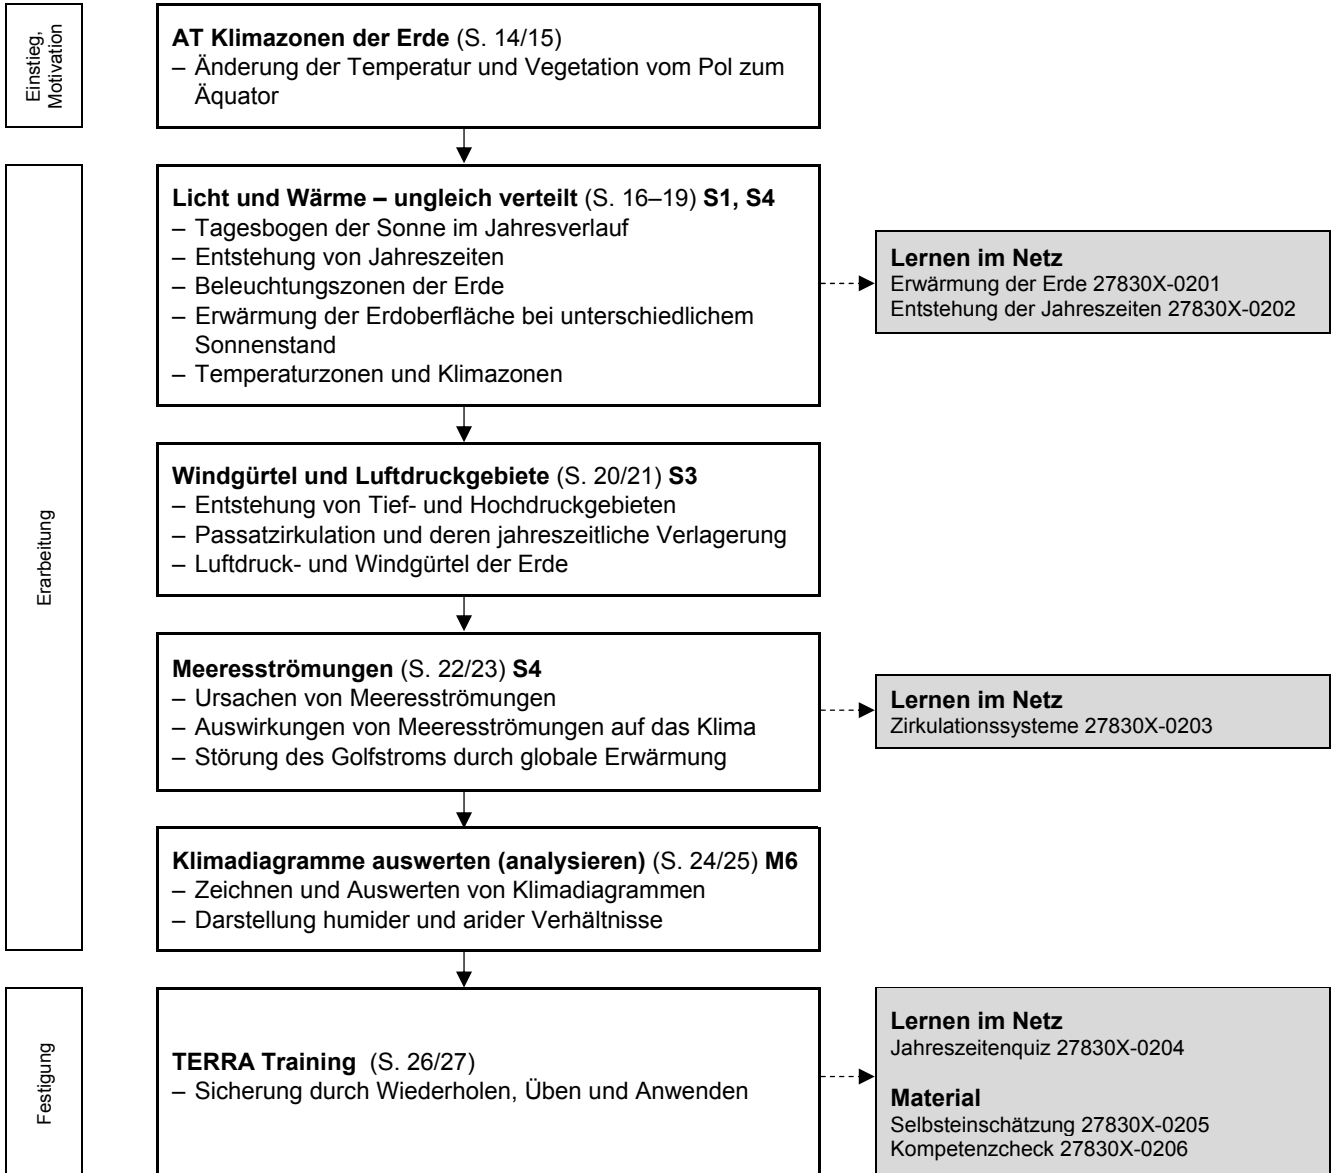 Einstieg,
Motivation
AT Klimazonen der Erde (S. 14/15)
– Änderung der Temperatur und Vegetation vom Pol zum
Äquator
Erarbeitung
Licht und Wärme – ungleich verteilt (S. 16–19) S1, S4
– Tagesbogen der Sonne im Jahresverlauf
– Entstehung von Jahreszeiten
– Beleuchtungszonen der Erde
– Erwärmung der Erdoberfläche bei unterschiedlichem
Sonnenstand
– Temperaturzonen und Klimazonen
Lernen im Netz
Erwärmung der Erde 27830X-0201
Entstehung der Jahreszeiten 27830X-0202
Windgürtel und Luftdruckgebiete (S. 20/21) S3
– Entstehung von Tief- und Hochdruckgebieten
– Passatzirkulation und deren jahreszeitliche Verlagerung
– Luftdruck- und Windgürtel der Erde
Meeresströmungen (S. 22/23) S4
– Ursachen von Meeresströmungen
– Auswirkungen von Meeresströmungen auf das Klima
– Störung des Golfstroms durch globale Erwärmung
Lernen im Netz
Zirkulationssysteme 27830X-0203
Klimadiagramme auswerten (analysieren) (S. 24/25) M6
– Zeichnen und Auswerten von Klimadiagrammen
– Darstellung humider und arider Verhältnisse
Festigung
TERRA Training (S. 26/27)
– Sicherung durch Wiederholen, Üben und Anwenden
Lernen im Netz
Jahreszeitenquiz 27830X-0204
Material
Selbsteinschätzung 27830X-0205
Kompetenzcheck 27830X-0206